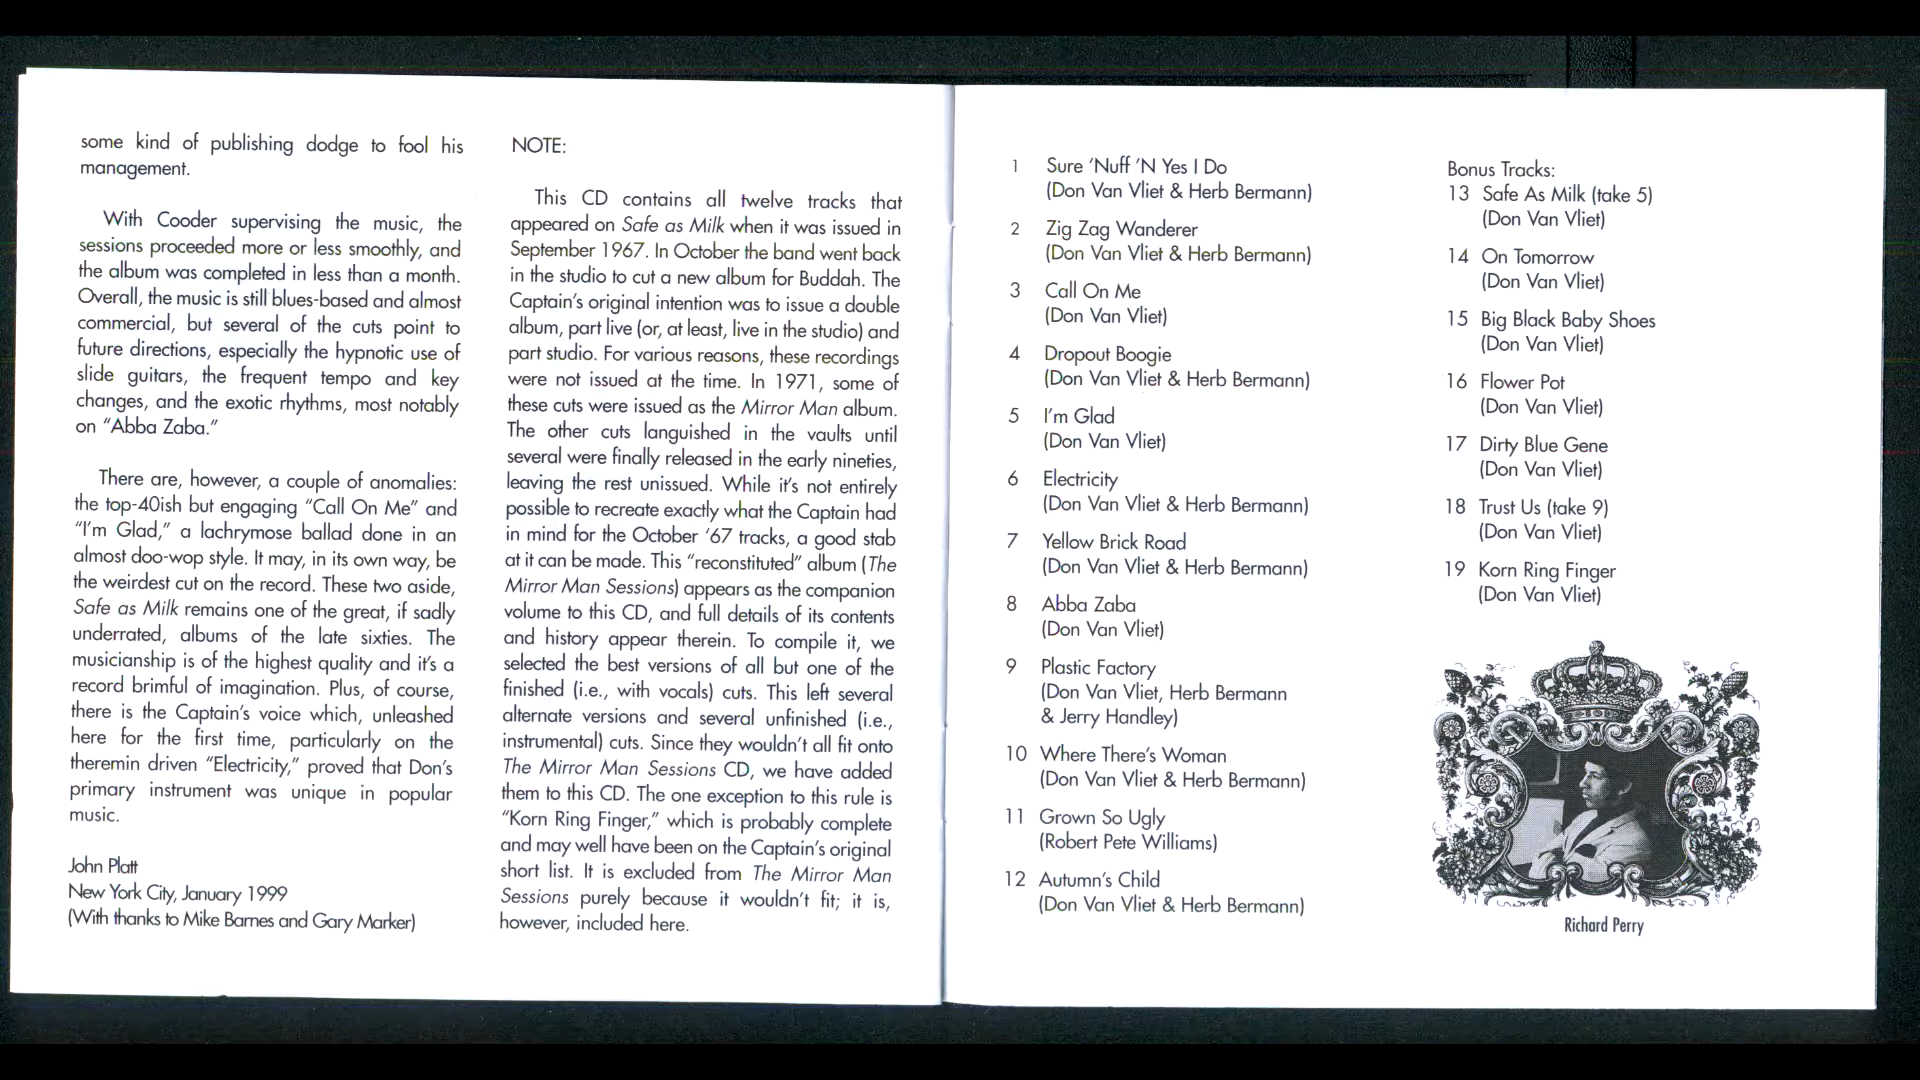 some kind of publishing dodge to fool his
management.
With Cooder supervising the music, the
sessions proceeded more or less smoothly, and
the album was completed in less than a month.
Overall, the music is still blues-based and almost
commercial, but several of the cuts point to
future directions, especially the hypnotic use of
slide guitars, the frequent tempo and key
changes, and the exotic rhythms, most notably
on “Abba Zaba.”
There are, however, a couple of anomalies:
the top-40ish but engaging “Call On Me” and
“I’m Glad,” a lachrymose ballad done in an
almost doo-wop style. It may, in its own way, be
the weirdest cut on the record. These two aside,
Safe as Milk remains one of the great, if sadly
underrated, albums of the late sixties. The
musicianship is of the highest quality and it’s a
record brimful of imagination. Plus, of course,
there is the Captain’s voice which, unleashed
here for the first time, particularly on the
theremin driven “Electricity,” proved that Don’s
primary instrument was unique in popular
music.
John Platt
New York City, January 1999
(With thanks to Mike Barnes and Gary Marker)
NOTE:
This CD contains all twelve tracks that
appeared on Safe as Milk when it was issued in
September 1967. In October the band went back
in the studio to cut a new album for Buddah. The
Captain’s original intention was to issue a double
album, part live (or, at least, live in the studio) and
part studio. For various reasons, these recordings
were not issued at the time. In 1971, some of
these cuts were issued as the Mirror Man album.
The other cuts languished in the vaults until
several were finally released in the early nineties,
leaving the rest unissued. While it’s not entirely
possible to recreate exactly what the Captain had
in mind for the October ’67 tracks, a good stab
at it can be made. This “reconstituted” album (The
Mirror Man Sessions) appears as the companion
volume to this CD, and full details of its contents
and history appear therein. To compile it, we
selected the best versions of all but one of the
finished (i.e., with vocals) cuts. This left several
alternate versions and several unfinished (i.e.,
instrumental) cuts. Since they wouldn’t all fit onto
The Mirror Man Sessions CD, we have added
them to this CD. The one exception to this rule is
“Korn Ring Finger,” which is probably complete
and may well have been on the Captain’s original
short list. It is excluded from The Mirror Man
Sessions purely because it wouldn’t fit; it is,
however, included here.
1 Sure ’Nuff ’N Yes I Do
(Don Van Vliet & Herb Bermann)
2 Zig Zag Wanderer
(Don Van Vliet & Herb Bermann)
3 Call On Me
(Don Van Vliet)
4 Dropout Boogie
(Don Van Vliet & Herb Bermann)
5 I’m Glad
(Don Van Vliet)
6 Electricity
(Don Van Vliet & Herb Bermann)
7 Yellow Brick Road
(Don Van Vliet & Herb Bermann)
8 Abba Zaba
(Don Van Vliet)
9 Plastic Factory
(Don Van Vliet, Herb Bermann
& Jerry Handley)
10 Where There’s Woman
(Don Van Vliet & Herb Bermann)
11 Grown So Ugly
(Robert Pete Williams)
12 Autumn’s Child
(Don Van Vliet & Herb Bermann)
Bonus Tracks:
13 Safe As Milk (take 5)
(Don Van Vliet)
14 On Tomorrow
(Don Van Vliet)
15 Big Black Baby Shoes
(Don Van Vliet)
16 Flower Pot
(Don Van Vliet)
17 Dirty Blue Gene
(Don Van Vliet)
18 Trust Us (take 9)
(Don Van Vliet)
19 Korn Ring Finger
(Don Van Vliet)
Richard Perry